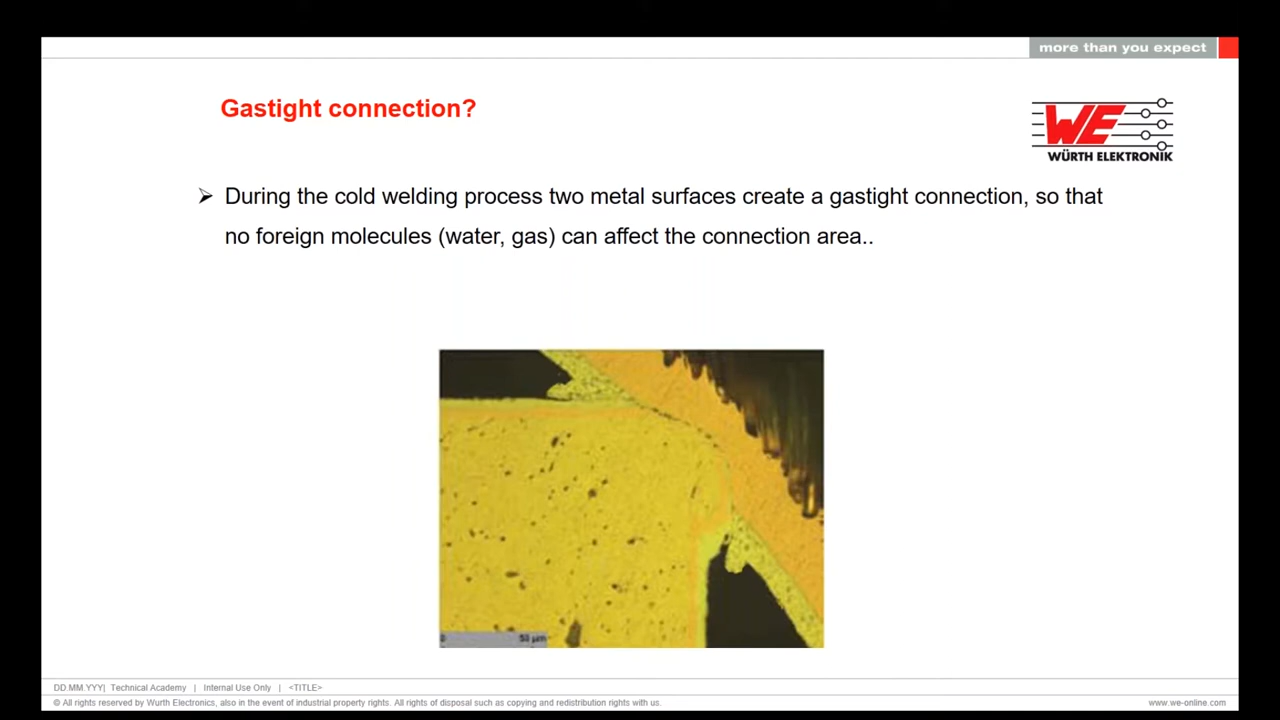 more than you expect
Gastight connection?
WE
WÜRTH ELEKTRONIK
During the cold welding process two metal surfaces create a gastight connection, so that
no foreign molecules (water, gas) can affect the connection area..
0 50 µm
DD.MM.YYY| Technical Academy | Internal Use Only | <TITLE>
© All rights reserved by Wurth Electronics, also in the event of industrial property rights. All rights of disposal such as copying and redistribution rights with us.
www.we-online.com